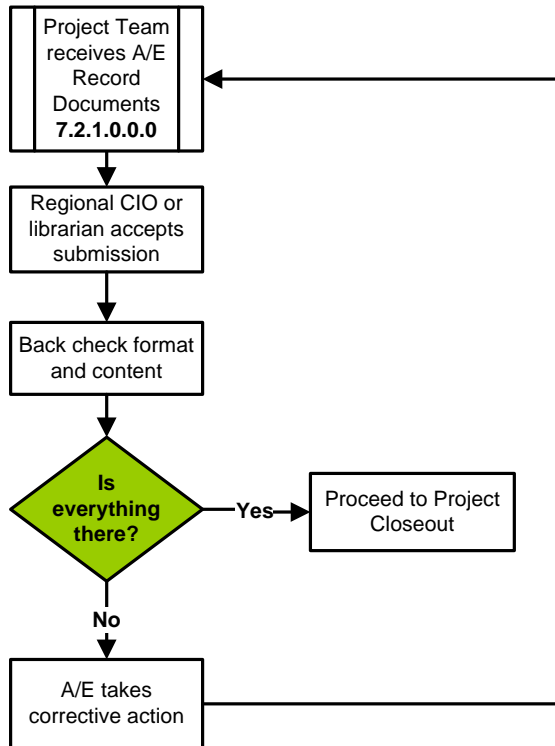 Project Team
receives A/E
Record
Documents
7.2.1.0.0.0
Regional CIO or
librarian accepts
submission
Back check format
and content
Is
everything
there?
Yes
Proceed to Project
Closeout
No
A/E takes
corrective action